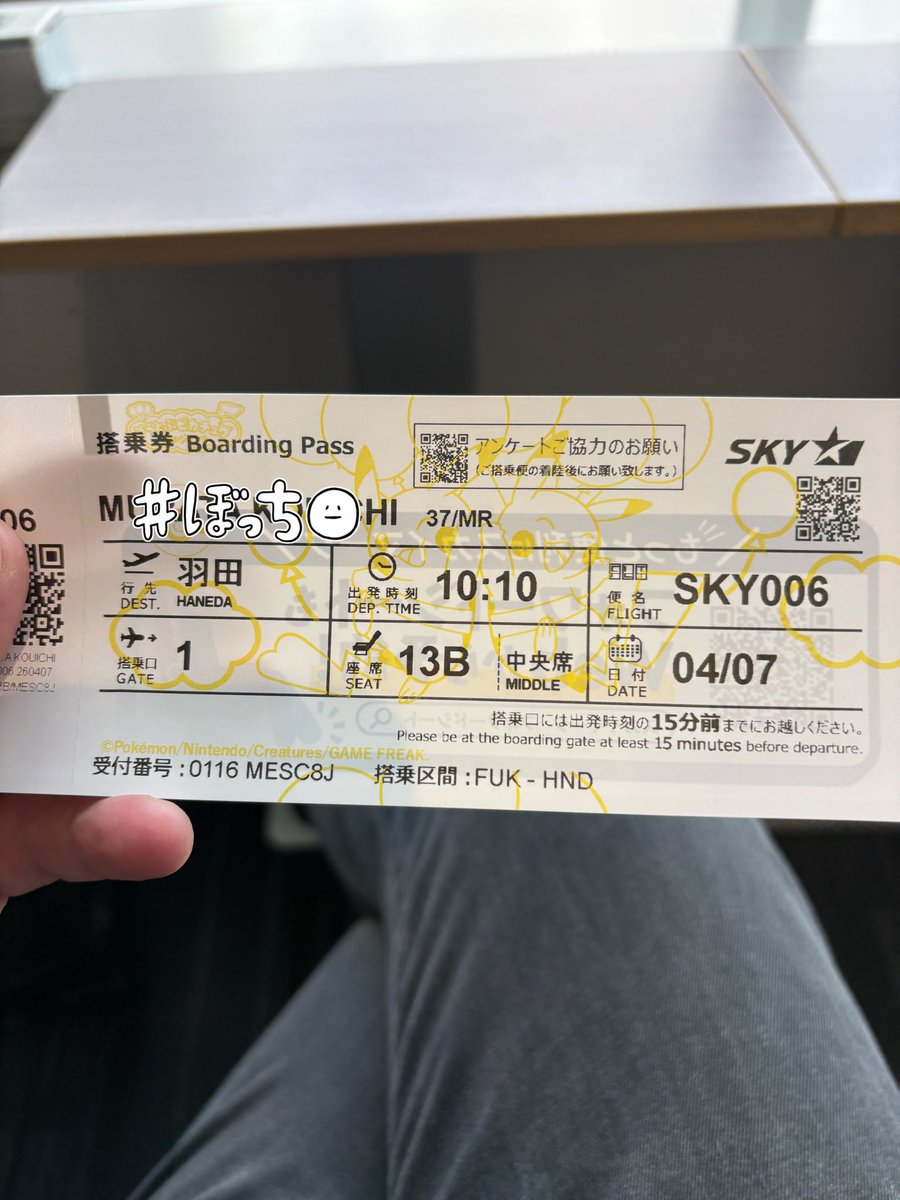 搭乗券 Boarding Pass
アンケートご協力のお願い
(ご搭乗便の着陸後にお願い致します。)
SKY
#ぼっち
HI 37/MR
06
行先 羽田
DEST. HANEDA
出発時刻 10:10
DEP. TIME
便名 SKY006
FLIGHT
搭乗口 1
GATE
座席 13B 中央席
SEAT MIDDLE
日付 04/07
DATE
A KOUICHI
006 260407
搭乗口には出発時刻の15分前までにお越しください。
Please be at the boarding gate at least 15 minutes before departure.
©Pokémon/Nintendo/Creatures/GAME FREAK.
受付番号:0116 MESC8J 搭乗区間:FUK - HND